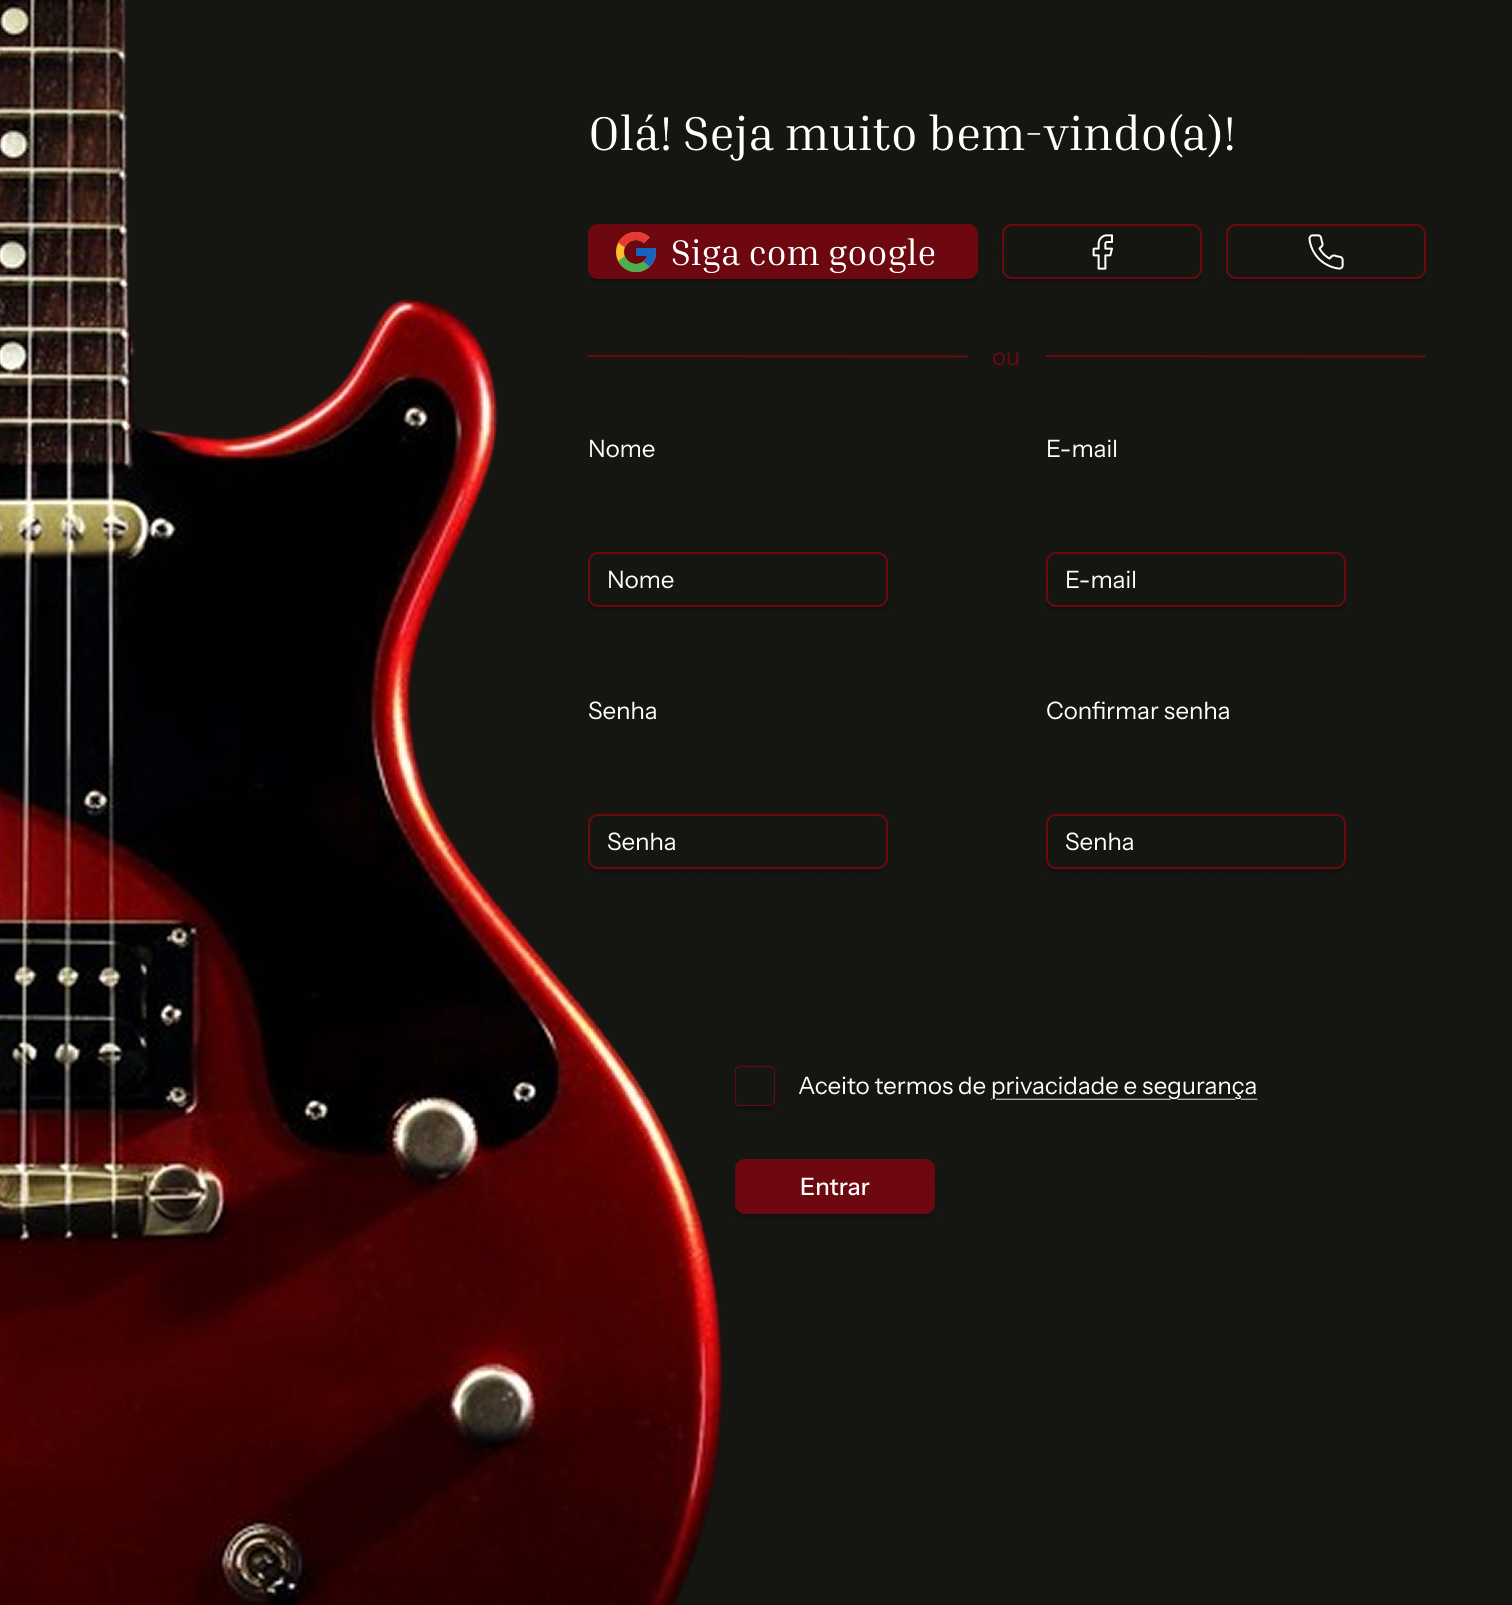 Olá! Seja muito bem-vindo(a)!
Siga com google
ou
Nome
E-mail
Nome
E-mail
Senha
Confirmar senha
Senha
Senha
Aceito termos de privacidade e segurança
Entrar